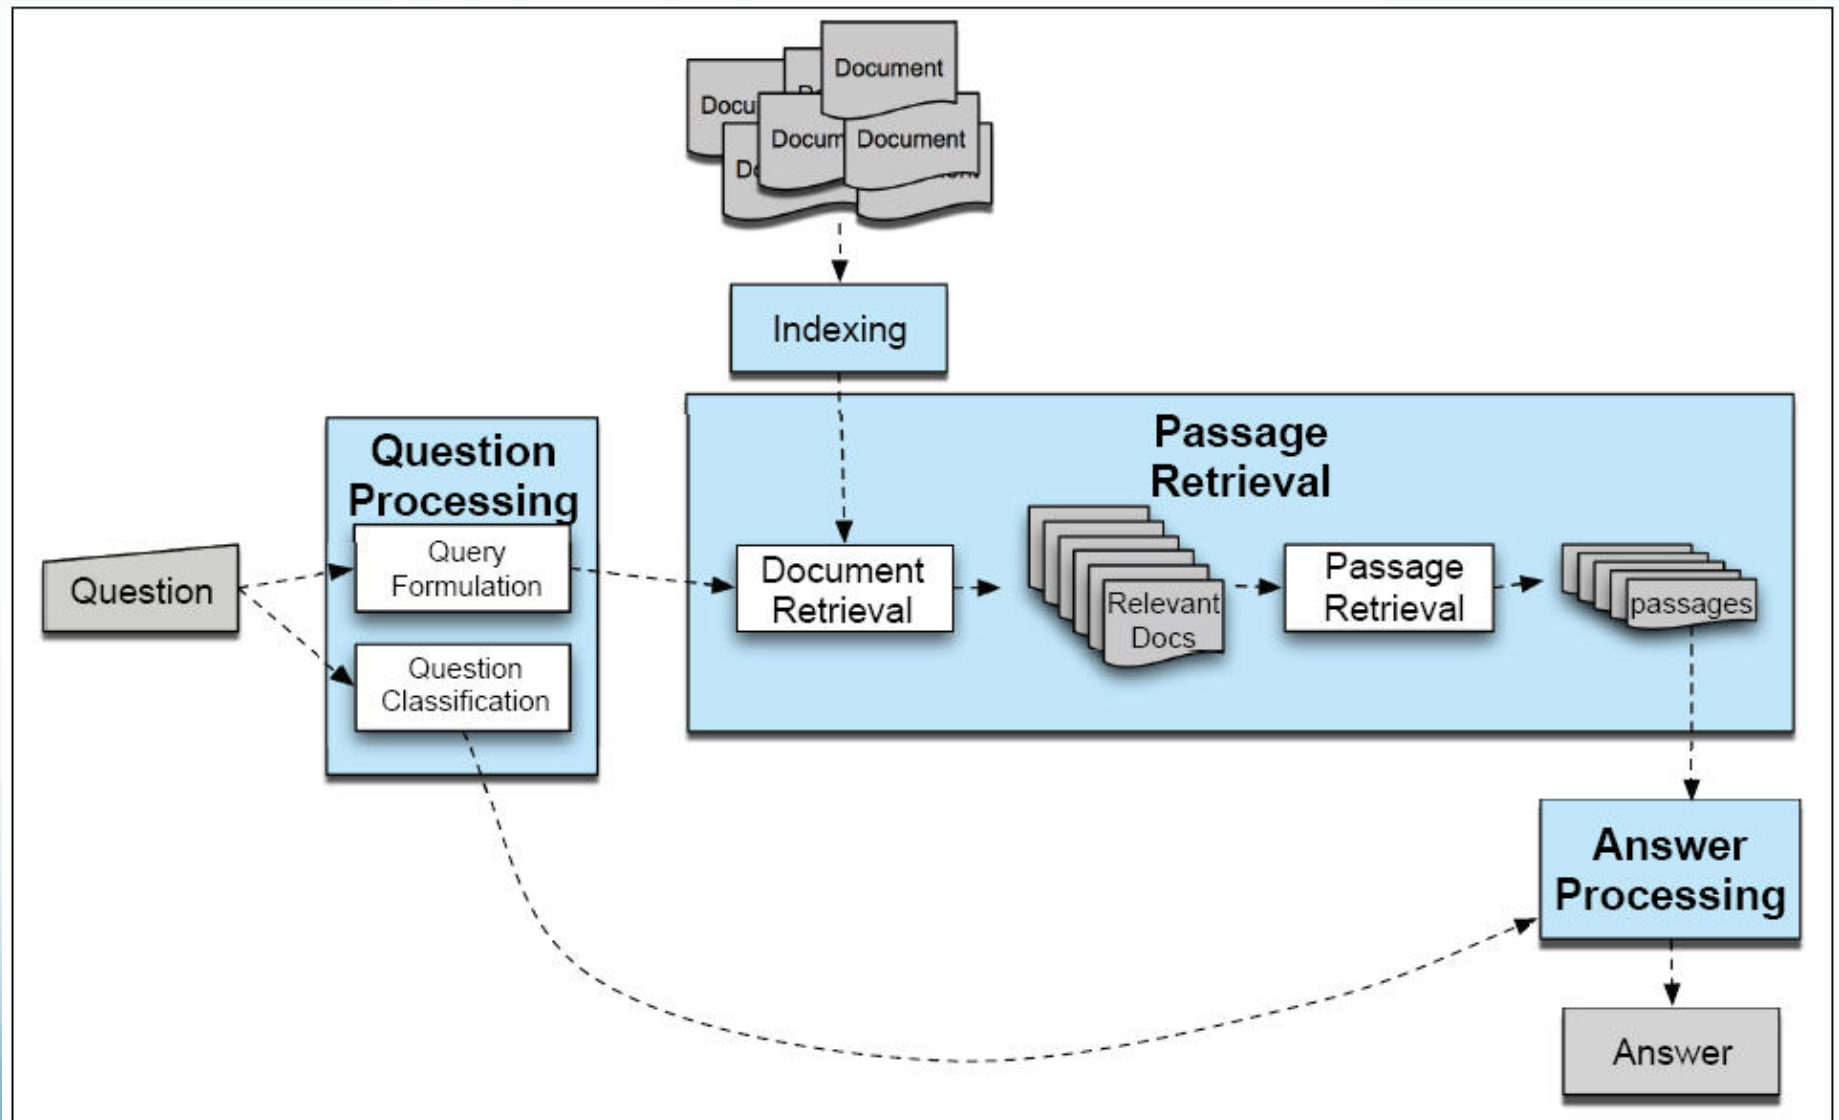 Document
Docu
Docum
Document
Indexing
Question
Processing
Query
Formulation
Question
Classification
Question
Passage
Retrieval
Document
Retrieval
Relevant
Docs
Passage
Retrieval
passages
Answer
Processing
Answer